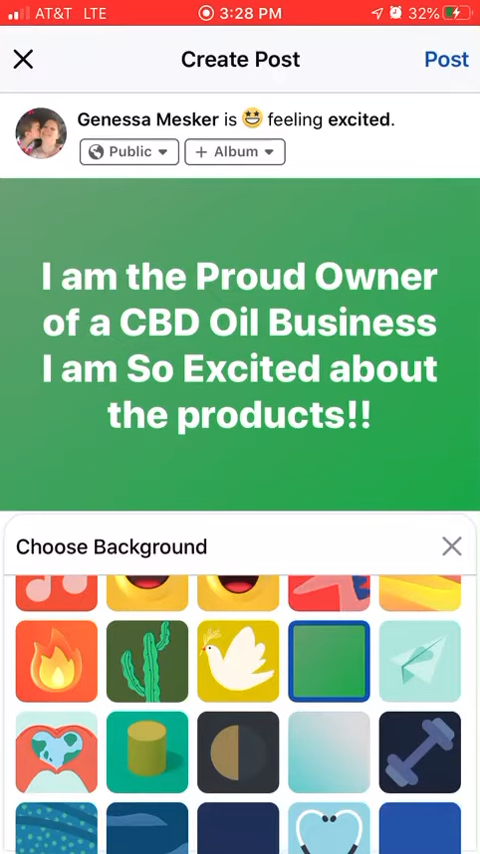 AT&T LTE 3:28 PM 32%
Create Post Post
Genessa Mesker is feeling excited.
Public + Album
I am the Proud Owner
of a CBD Oil Business
I am So Excited about
the products!!
Choose Background